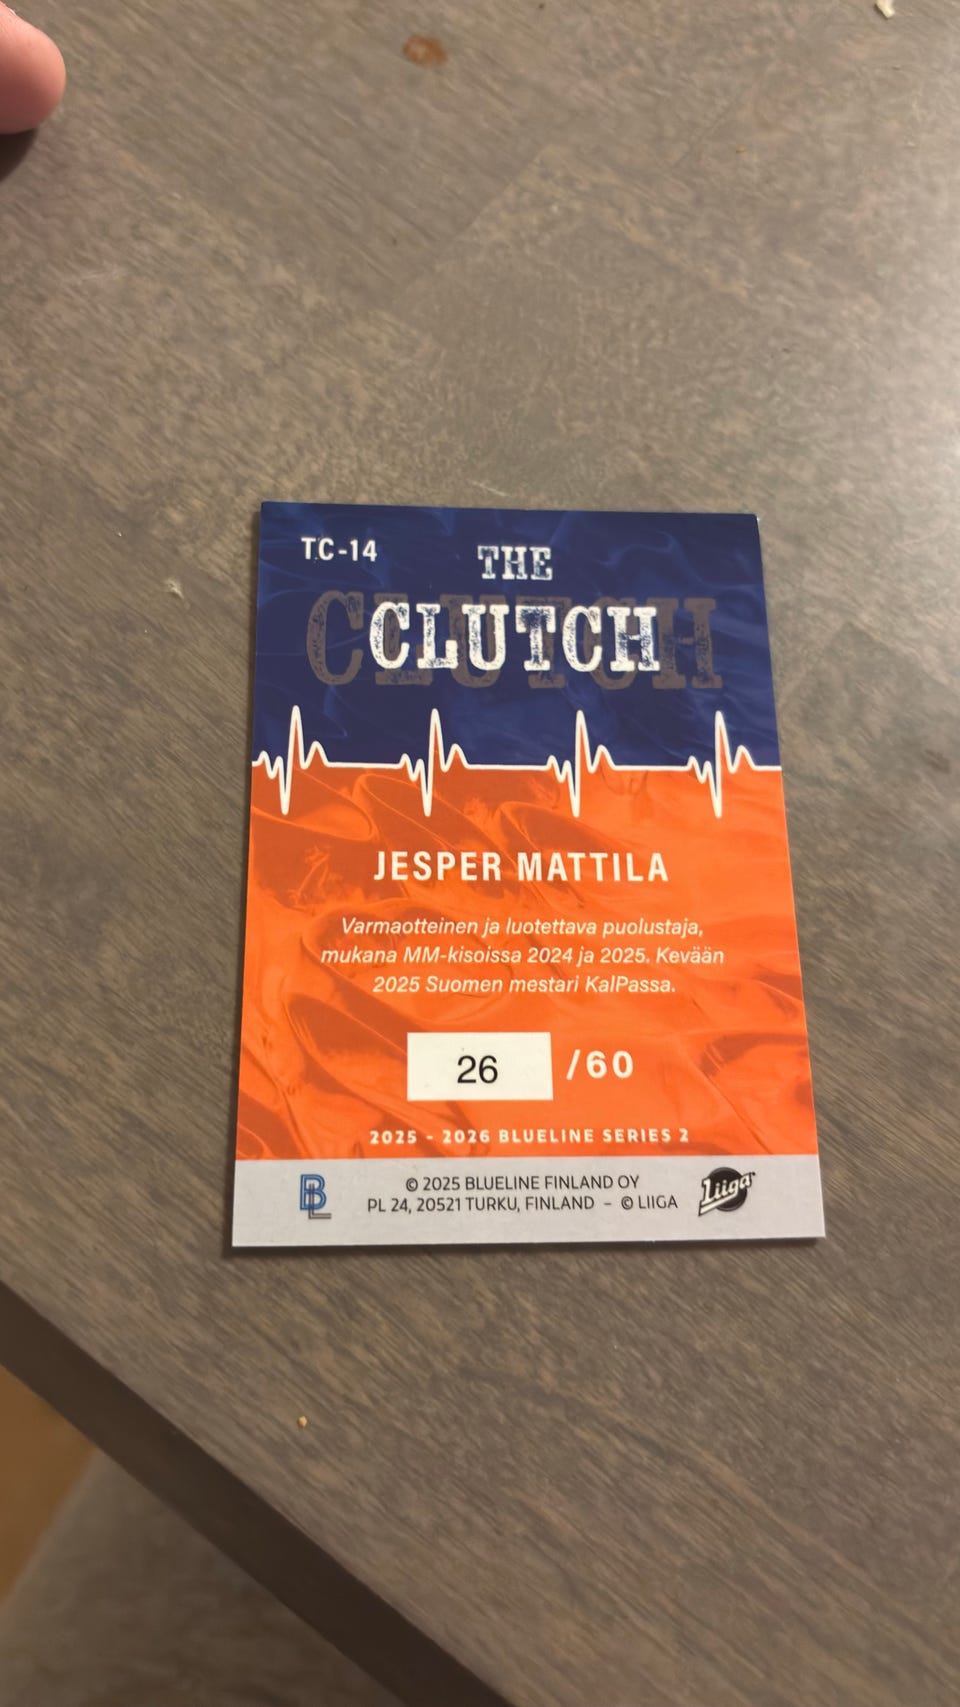 TC-14
THE
CLUTCH
JESPER MATTILA
Varmaotteinen ja luotettava puolustaja,
mukana MM-kisoissa 2024 ja 2025. Kevään
2025 Suomen mestari KalPassa.
26 /60
2025 - 2026 BLUELINE SERIES 2
BL
© 2025 BLUELINE FINLAND OY
PL 24, 20521 TURKU, FINLAND - © LIIGA
Liiga